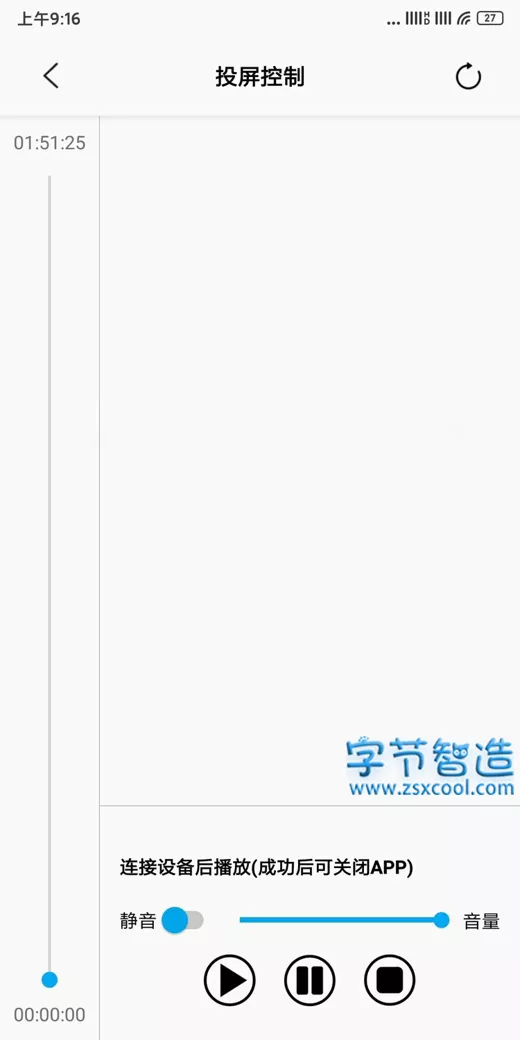 上午9:16
... HD 27
投屏控制
01:51:25
字节智造
www.zsxcool.com
连接设备后播放(成功后可关闭APP)
静音 音量
00:00:00